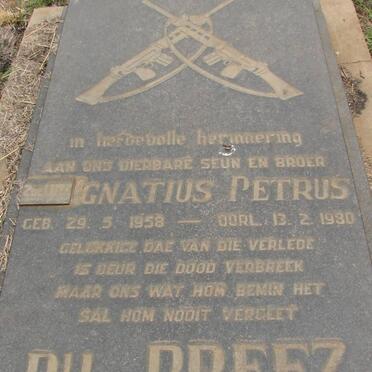 in liefdevolle herinnering
AAN ONS DIERBARE SEUN EN BROER
IGNATIUS PETRUS
GEB. 29. 5 1958 — OORL. 13. 2. 1980
GELUKKIGE DAE VAN DIE VERLEDE
IS DEUR DIE DOOD VERBREEK
MAAR ONS WAT HOM BEMIN HET
SAL HOM NOOIT VERGEET
DU PREEZ